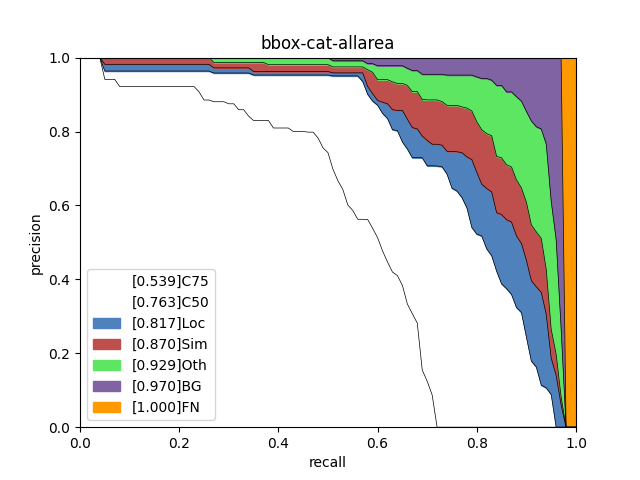 bbox-cat-allarea
1.0
0.8
0.6
0.4
0.2
0.0
precision
[0.539]C75
[0.763]C50
[0.817]Loc
[0.870]Sim
[0.929]Oth
[0.970]BG
[1.000]FN
0.0 0.2 0.4 0.6 0.8 1.0
recall